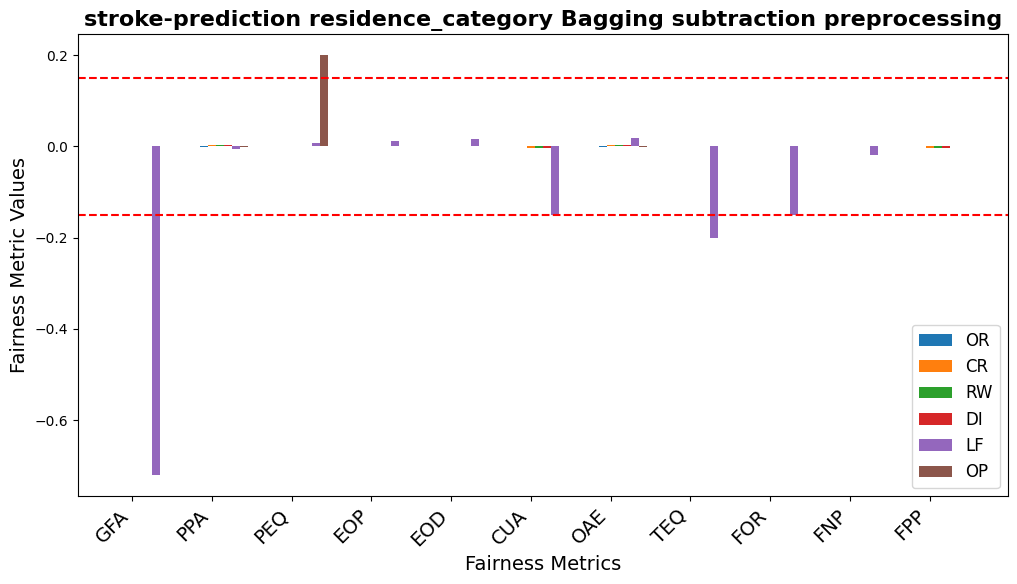 stroke-prediction residence_category Bagging subtraction preprocessing
Fairness Metric Values
0.2
0.0
−0.2
−0.4
−0.6
OR
CR
RW
DI
LF
OP
GFA
PPA
PEQ
EOP
EOD
CUA
OAE
TEQ
FOR
FNP
FPP
Fairness Metrics